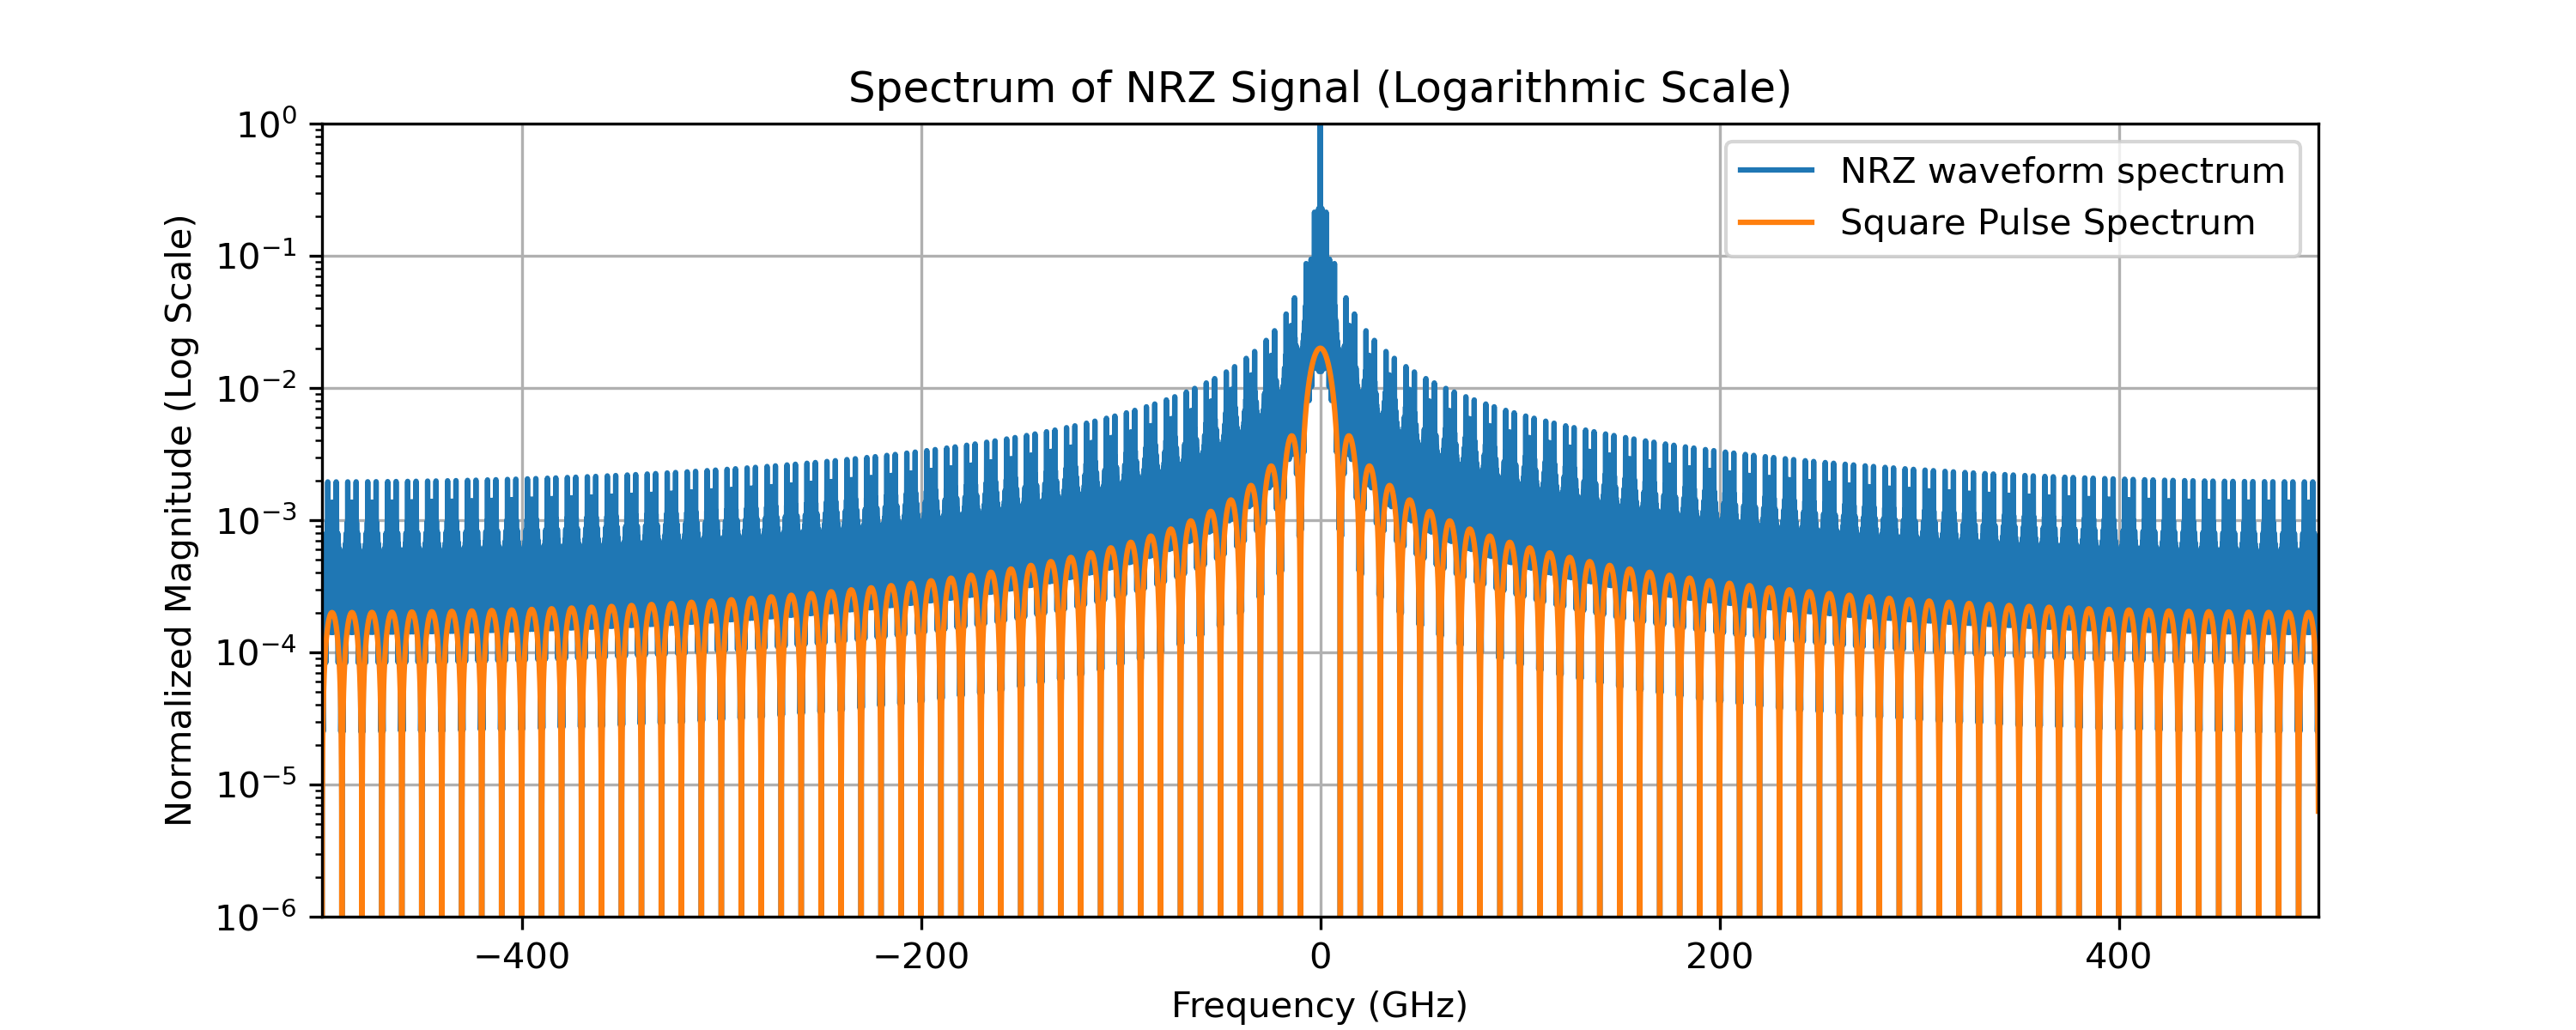 Spectrum of NRZ Signal (Logarithmic Scale)
NRZ waveform spectrum
Square Pulse Spectrum
Normalized Magnitude (Log Scale)
10⁰
10⁻¹
10⁻²
10⁻³
10⁻⁴
10⁻⁵
10⁻⁶
−400 −200 0 200 400
Frequency (GHz)